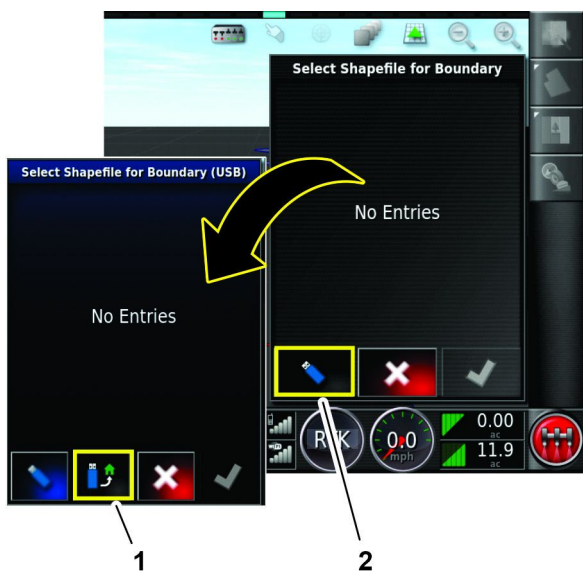 Select Shapefile for Boundary
Select Shapefile for Boundary (USB)
No Entries
No Entries
RTK
0.0
mph
0.00
ac
11.9
ac
1
2